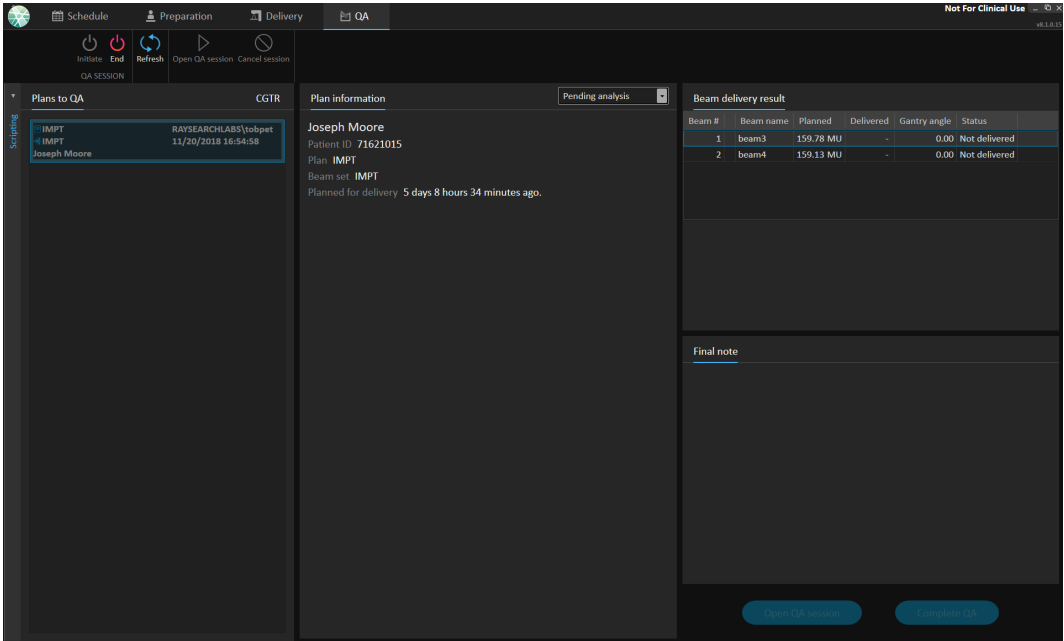 Not For Clinical Use
v8.1.0.15
Schedule
Preparation
Delivery
QA
Initiate
End
Refresh
Open QA session
Cancel session
QA SESSION
Scripting
Plans to QA
CGTR
IMPT RAYSEARCHLABS\tobpet
IMPT 11/20/2018 16:54:58
Joseph Moore
Plan information
Pending analysis
Joseph Moore
Patient ID 71621015
Plan IMPT
Beam set IMPT
Planned for delivery 5 days 8 hours 34 minutes ago.
Beam delivery result
Beam # Beam name Planned Delivered Gantry angle Status
1 beam3 159.78 MU - 0.00 Not delivered
2 beam4 159.13 MU - 0.00 Not delivered
Final note
Open QA session
Complete QA